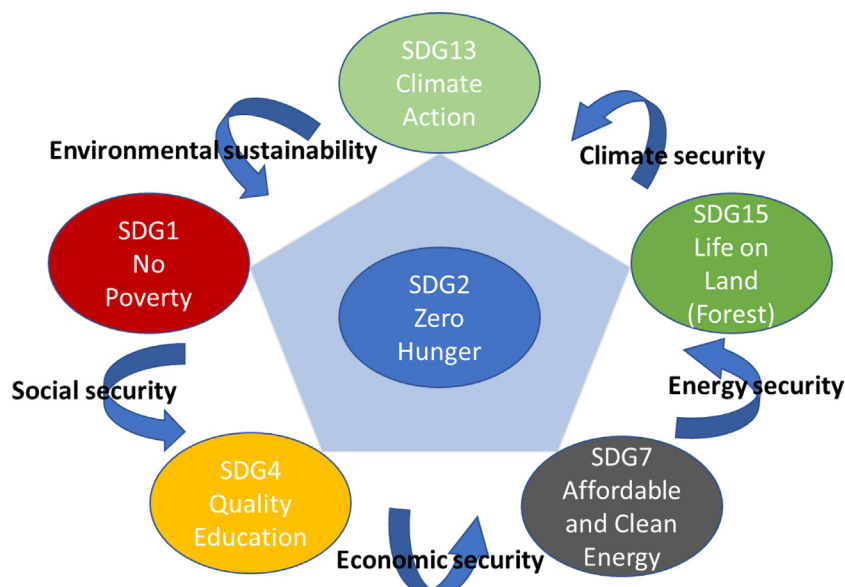 SDG13
Climate
Action
Environmental sustainability
Climate security
SDG1
No
Poverty
SDG2
Zero
Hunger
SDG15
Life on
Land
(Forest)
Social security
Energy security
SDG4
Quality
Education
SDG7
Affordable
and Clean
Energy
Economic security